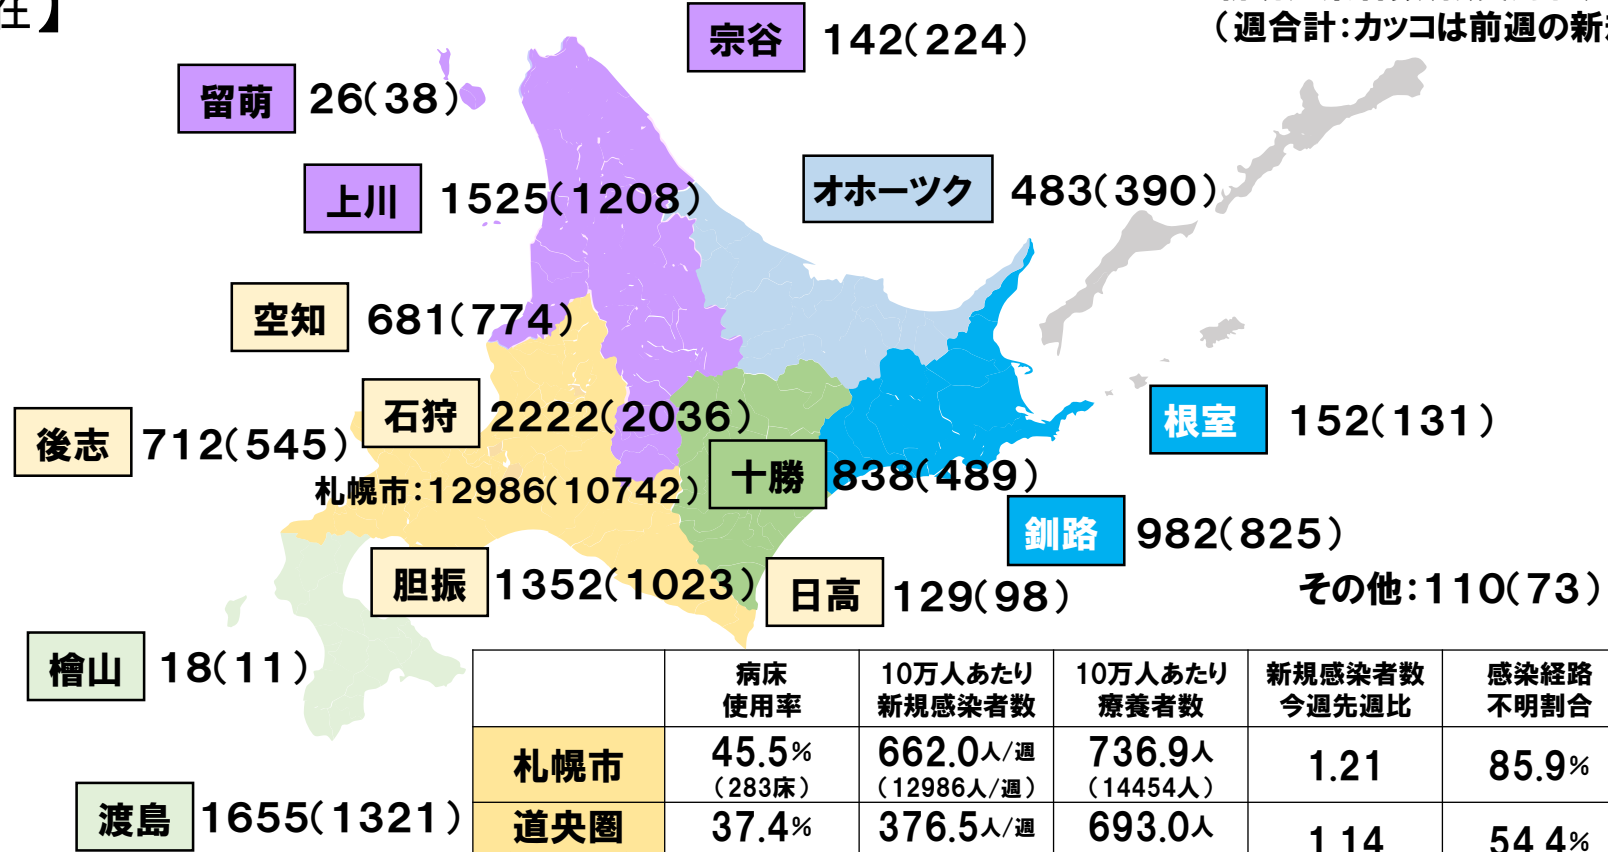 住】
(週合計:カッコは前週の新
宗谷 142(224)
留萌 26(38)
上川 1525(1208)
オホーツク 483(390)
空知 681(774)
石狩 2222(2036)
後志 712(545)
根室 152(131)
十勝 838(489)
札幌市:12986(10742)
釧路 982(825)
胆振 1352(1023)
日高 129(98)
その他:110(73)
檜山 18(11)
渡島 1655(1321)
病床 10万人あたり 10万人あたり 新規感染者数 感染経路
使用率 新規感染者数 療養者数 今週先週比 不明割合
札幌市 45.5% 662.0人/週 736.9人 1.21 85.9%
(283床) (12986人/週) (14454人)
道央圏 37.4% 376.5人/週 693.0人 1.14 54.4%